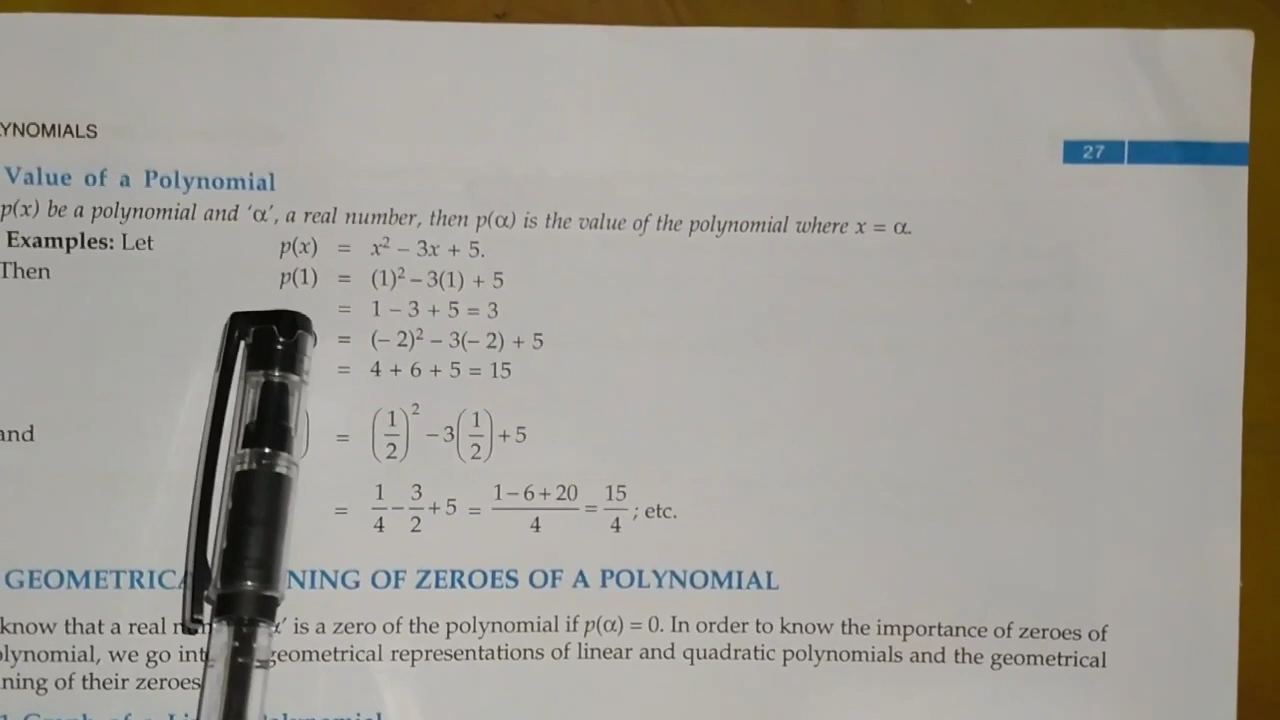 YNOMIALS
27
Value of a Polynomial
p(x) be a polynomial and ‘α’, a real number, then p(α) is the value of the polynomial where x = α.
Examples: Let p(x) = x² – 3x + 5.
Then p(1) = (1)² – 3(1) + 5
= 1 – 3 + 5 = 3
= (– 2)² – 3(– 2) + 5
= 4 + 6 + 5 = 15
and ) = (1/2)² – 3(1/2) + 5
= 1/4 – 3/2 + 5 = (1 – 6 + 20)/4 = 15/4 ; etc.
GEOMETRICA NING OF ZEROES OF A POLYNOMIAL
know that a real α’ is a zero of the polynomial if p(α) = 0. In order to know the importance of zeroes of
olynomial, we go int geometrical representations of linear and quadratic polynomials and the geometrical
ning of their zeroes